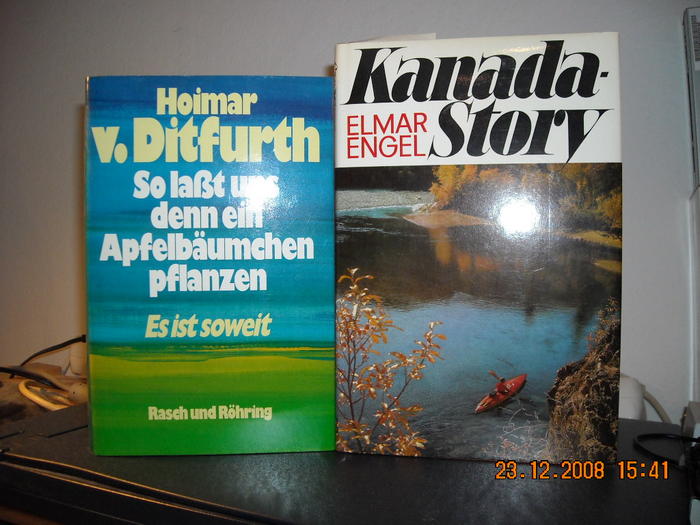 Hoimar
v. Ditfurth
So laßt uns
denn ein
Apfelbäumchen
pflanzen
Es ist soweit
Rasch und Röhring
Kanada-
Story
ELMAR
ENGEL
23.12.2008 15:41